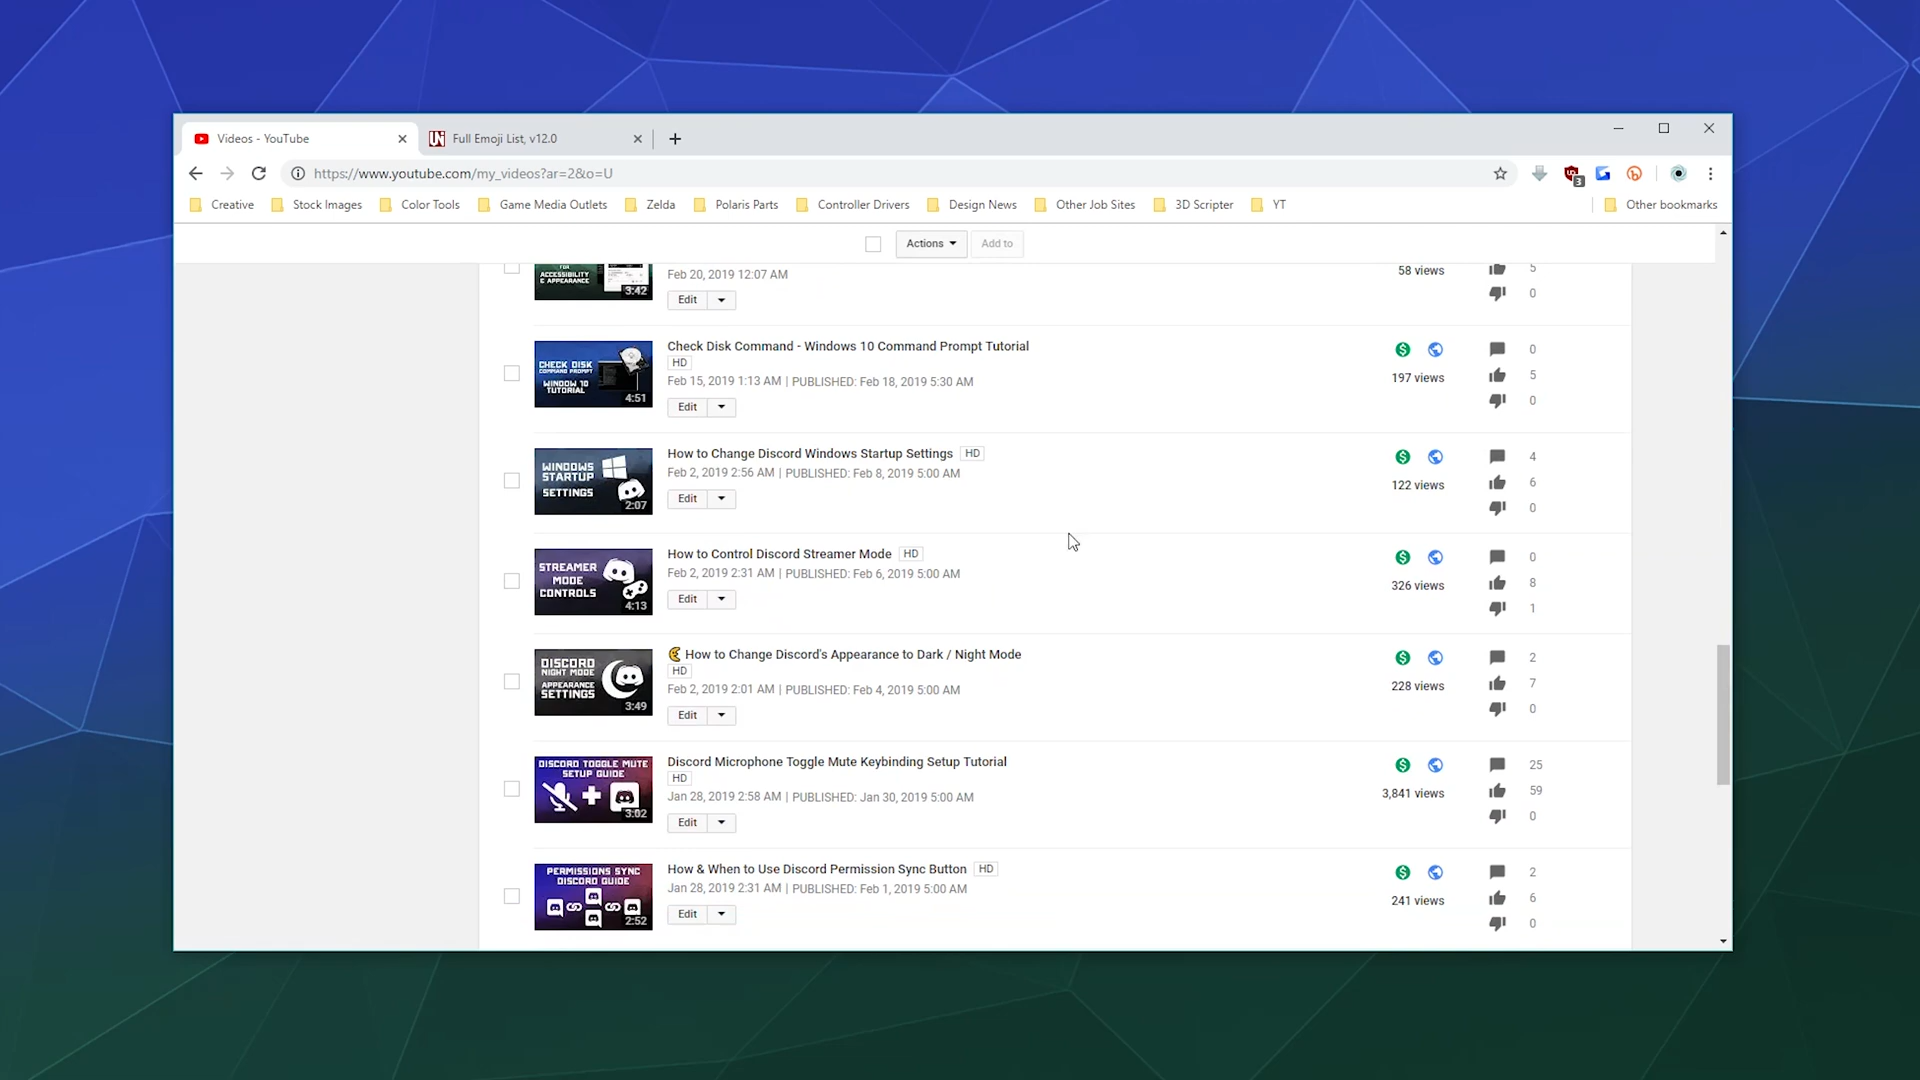 Videos - YouTube
Full Emoji List, v12.0
https://www.youtube.com/my_videos?ar=2&o=U
3
Creative
Stock Images
Color Tools
Game Media Outlets
Zelda
Polaris Parts
Controller Drivers
Design News
Other Job Sites
3D Scripter
YT
Other bookmarks
Actions
Add to
ACCESSIBILITY
& APPEARANCE
3:42
Feb 20, 2019 12:07 AM
58 views
5
0
Edit
CHECK DISK
COMMAND PROMPT
WINDOW 10
TUTORIAL
4:51
Check Disk Command - Windows 10 Command Prompt Tutorial
HD
Feb 15, 2019 1:13 AM | PUBLISHED: Feb 18, 2019 5:30 AM
Edit
197 views
0
5
0
WINDOWS
STARTUP
SETTINGS
2:07
How to Change Discord Windows Startup Settings HD
Feb 2, 2019 2:56 AM | PUBLISHED: Feb 8, 2019 5:00 AM
Edit
122 views
4
6
0
STREAMER
MODE
CONTROLS
4:13
How to Control Discord Streamer Mode HD
Feb 2, 2019 2:31 AM | PUBLISHED: Feb 6, 2019 5:00 AM
Edit
326 views
0
8
1
DISCORD
NIGHT MODE
APPEARANCE
SETTINGS
3:49
How to Change Discord's Appearance to Dark / Night Mode
HD
Feb 2, 2019 2:01 AM | PUBLISHED: Feb 4, 2019 5:00 AM
Edit
228 views
2
7
0
DISCORD TOGGLE MUTE
SETUP GUIDE
3:02
Discord Microphone Toggle Mute Keybinding Setup Tutorial
HD
Jan 28, 2019 2:58 AM | PUBLISHED: Jan 30, 2019 5:00 AM
Edit
3,841 views
25
59
0
PERMISSIONS SYNC
DISCORD GUIDE
2:52
How & When to Use Discord Permission Sync Button HD
Jan 28, 2019 2:31 AM | PUBLISHED: Feb 1, 2019 5:00 AM
Edit
241 views
2
6
0